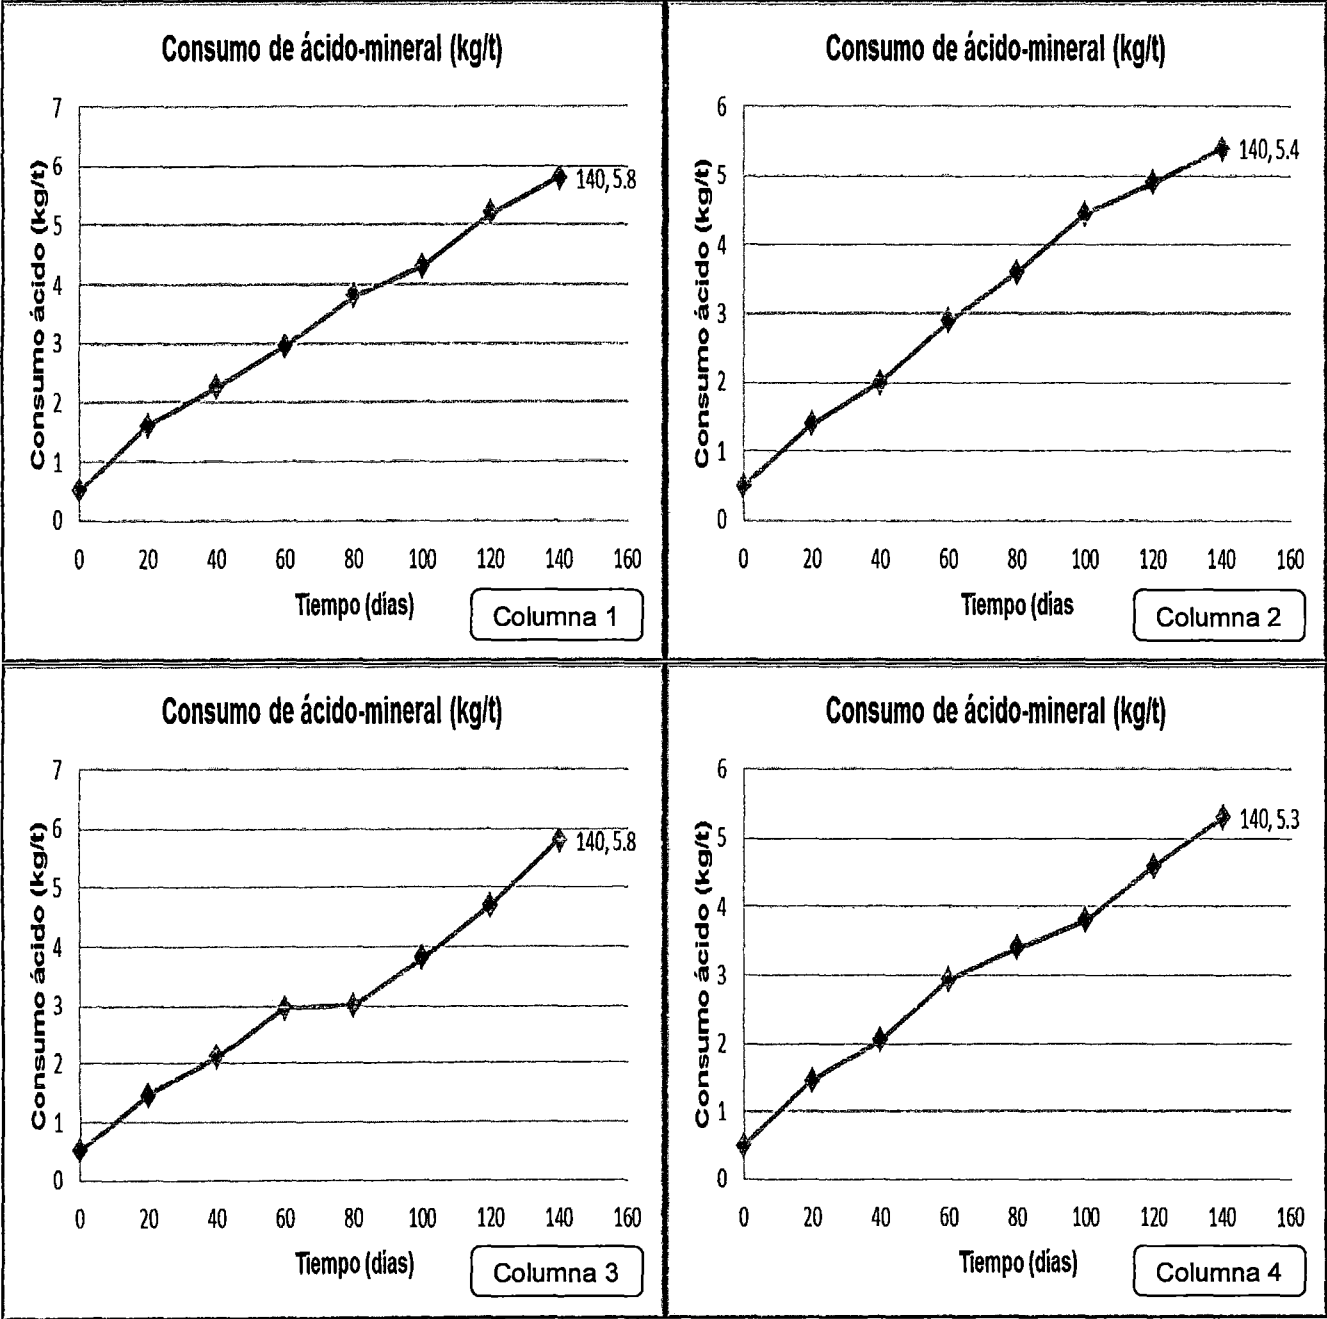 Consumo de ácido-mineral (kg/t)
Consumo ácido (kg/t)
7
6
5
4
3
2
1
0
140, 5.8
0 20 40 60 80 100 120 140 160
Tiempo (días)
Columna 1
Consumo de ácido-mineral (kg/t)
Consumo ácido (kg/t)
6
5
4
3
2
1
0
140, 5.4
0 20 40 60 80 100 120 140 160
Tiempo (días
Columna 2
Consumo de ácido-mineral (kg/t)
Consumo ácido (kg/t)
7
6
5
4
3
2
1
0
140, 5.8
0 20 40 60 80 100 120 140 160
Tiempo (días)
Columna 3
Consumo de ácido-mineral (kg/t)
Consumo ácido (kg/t)
6
5
4
3
2
1
0
140, 5.3
0 20 40 60 80 100 120 140 160
Tiempo (días)
Columna 4